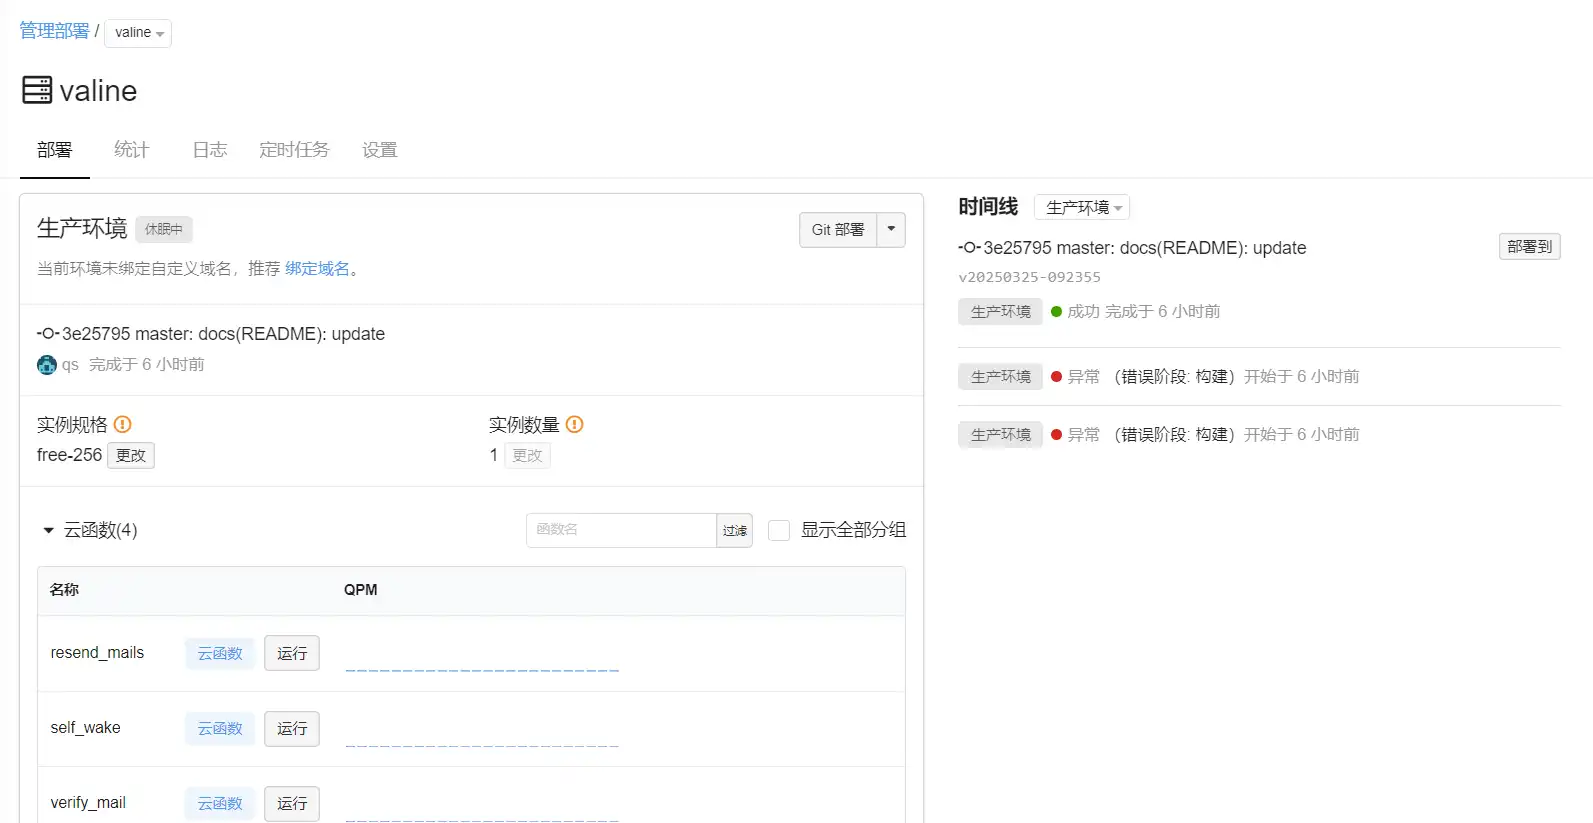 管理部署 / valine
valine
部署 统计 日志 定时任务 设置
生产环境 休眠中 Git 部署
当前环境未绑定自定义域名，推荐 绑定域名。
3e25795 master: docs(README): update
qs 完成于 6 小时前
实例规格 实例数量
free-256 更改 1 更改
云函数(4) 函数名 过滤 显示全部分组
名称 QPM
resend_mails 云函数 运行
self_wake 云函数 运行
verify_mail 云函数 运行
时间线 生产环境
3e25795 master: docs(README): update 部署到
v20250325-092355
生产环境 成功 完成于 6 小时前
生产环境 异常 (错误阶段: 构建) 开始于 6 小时前
生产环境 异常 (错误阶段: 构建) 开始于 6 小时前